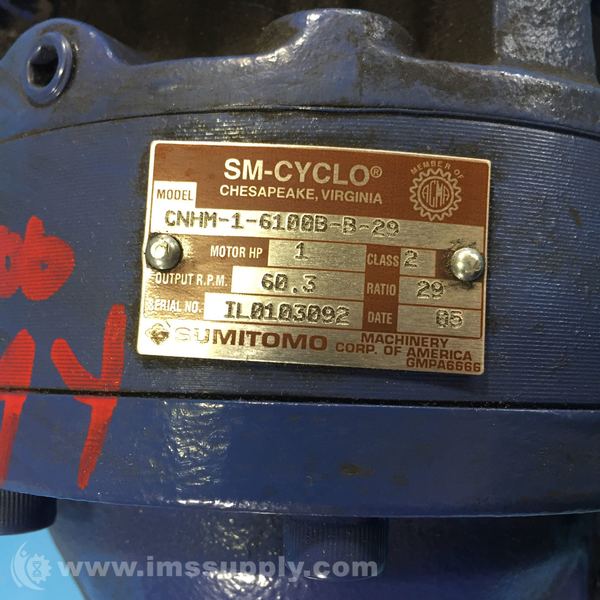 SM-CYCLO®
CHESAPEAKE, VIRGINIA
MEMBER OF
AGMA
MODEL CNHM-1-6100B-B-29
MOTOR HP 1 CLASS 2
OUTPUT R.P.M. 60.3 RATIO 29
SERIAL NO. IL0103092 DATE 05
SUMITOMO MACHINERY
CORP. OF AMERICA
GMPA6666
www.imssupply.com